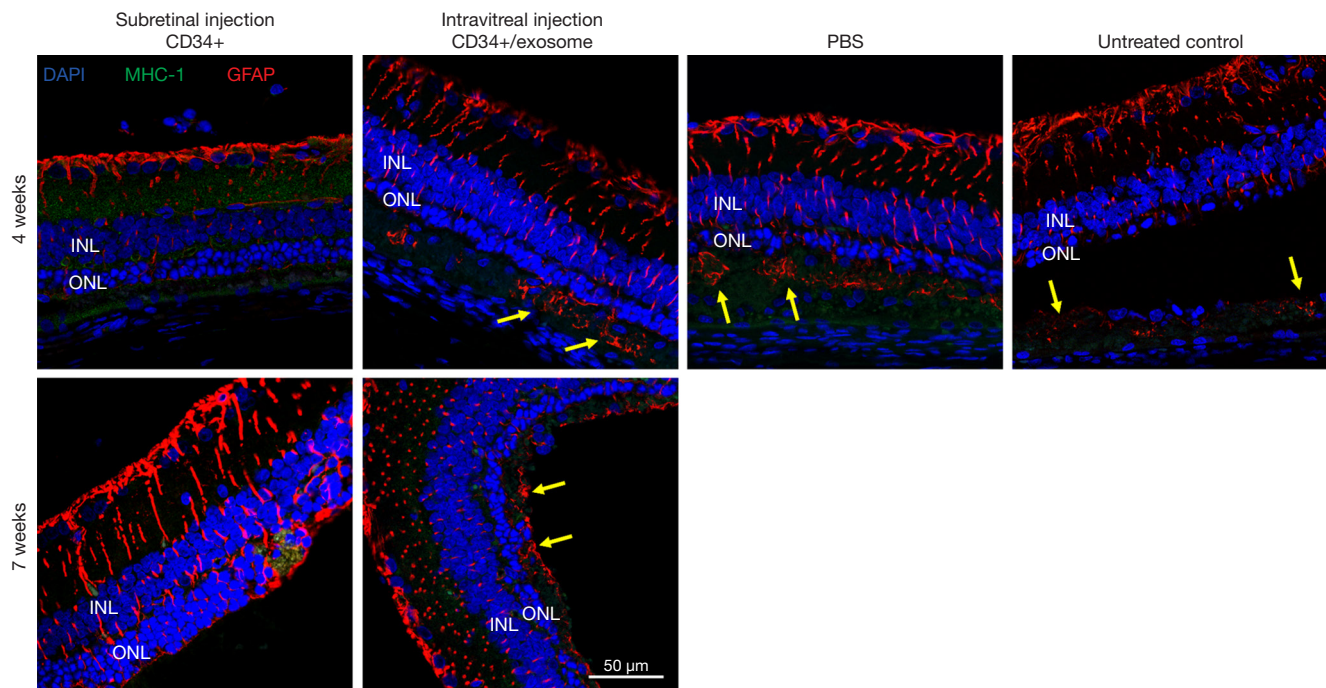 Subretinal injection
CD34+
Intravitreal injection
CD34+/exosome
PBS
Untreated control
4 weeks
DAPI MHC-1 GFAP
INL
ONL
INL
ONL
INL
ONL
INL
ONL
7 weeks
INL
ONL
INL
ONL
50 µm